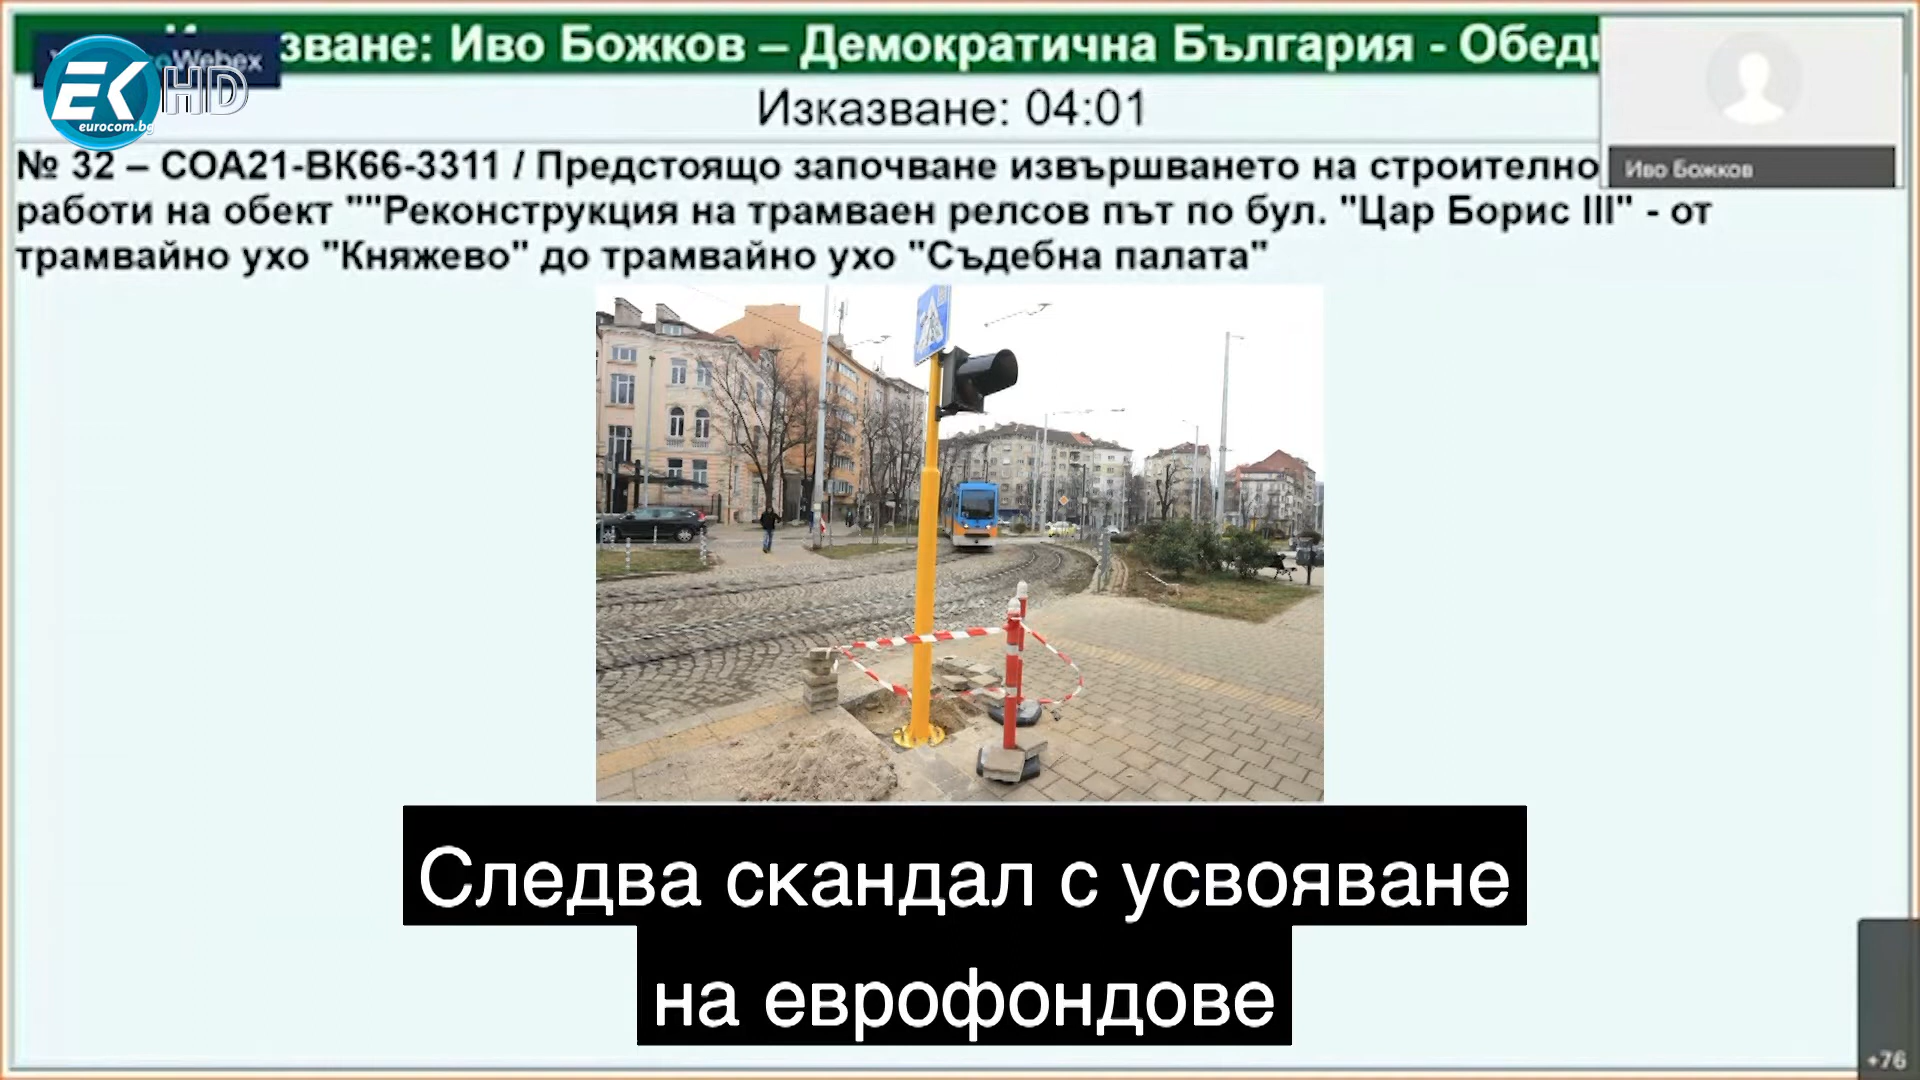 зване: Иво Божков – Демократична България - Обед
Webex
EK HD
eurocom.bg
Изказване: 04:01
№ 32 – СОА21-ВК66-3311 / Предстоящо започване извършването на строително
Иво Божков
работи на обект ""Реконструкция на трамваен релсов път по бул. "Цар Борис III" - от
трамвайно ухо "Княжево" до трамвайно ухо "Съдебна палата"
Следва скандал с усвояване
на еврофондове
+76